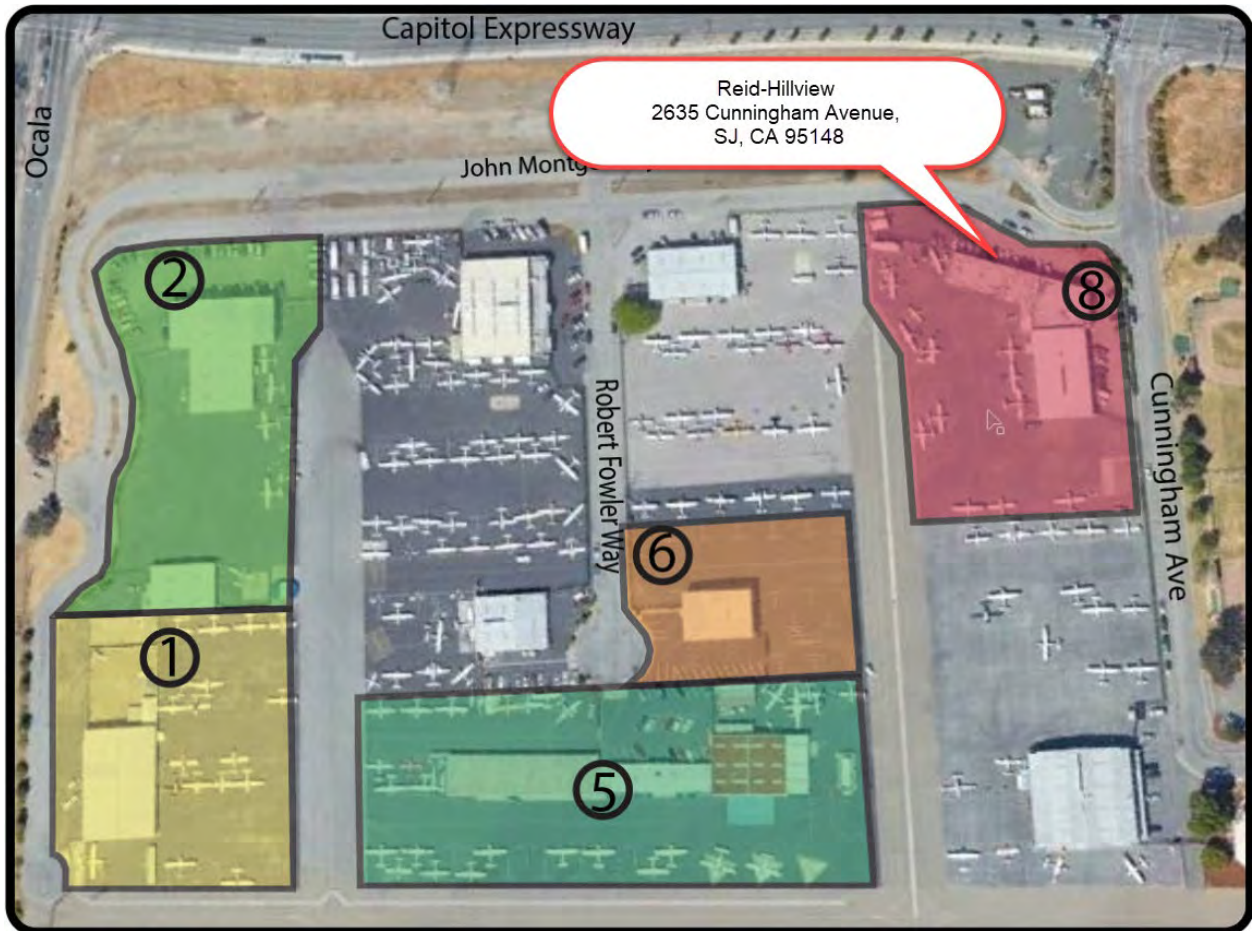 Capitol Expressway
Reid-Hillview
2635 Cunningham Avenue,
SJ, CA 95148
Ocala
John
2
8
Cunningham Ave
Robert Fowler Way
6
1
5